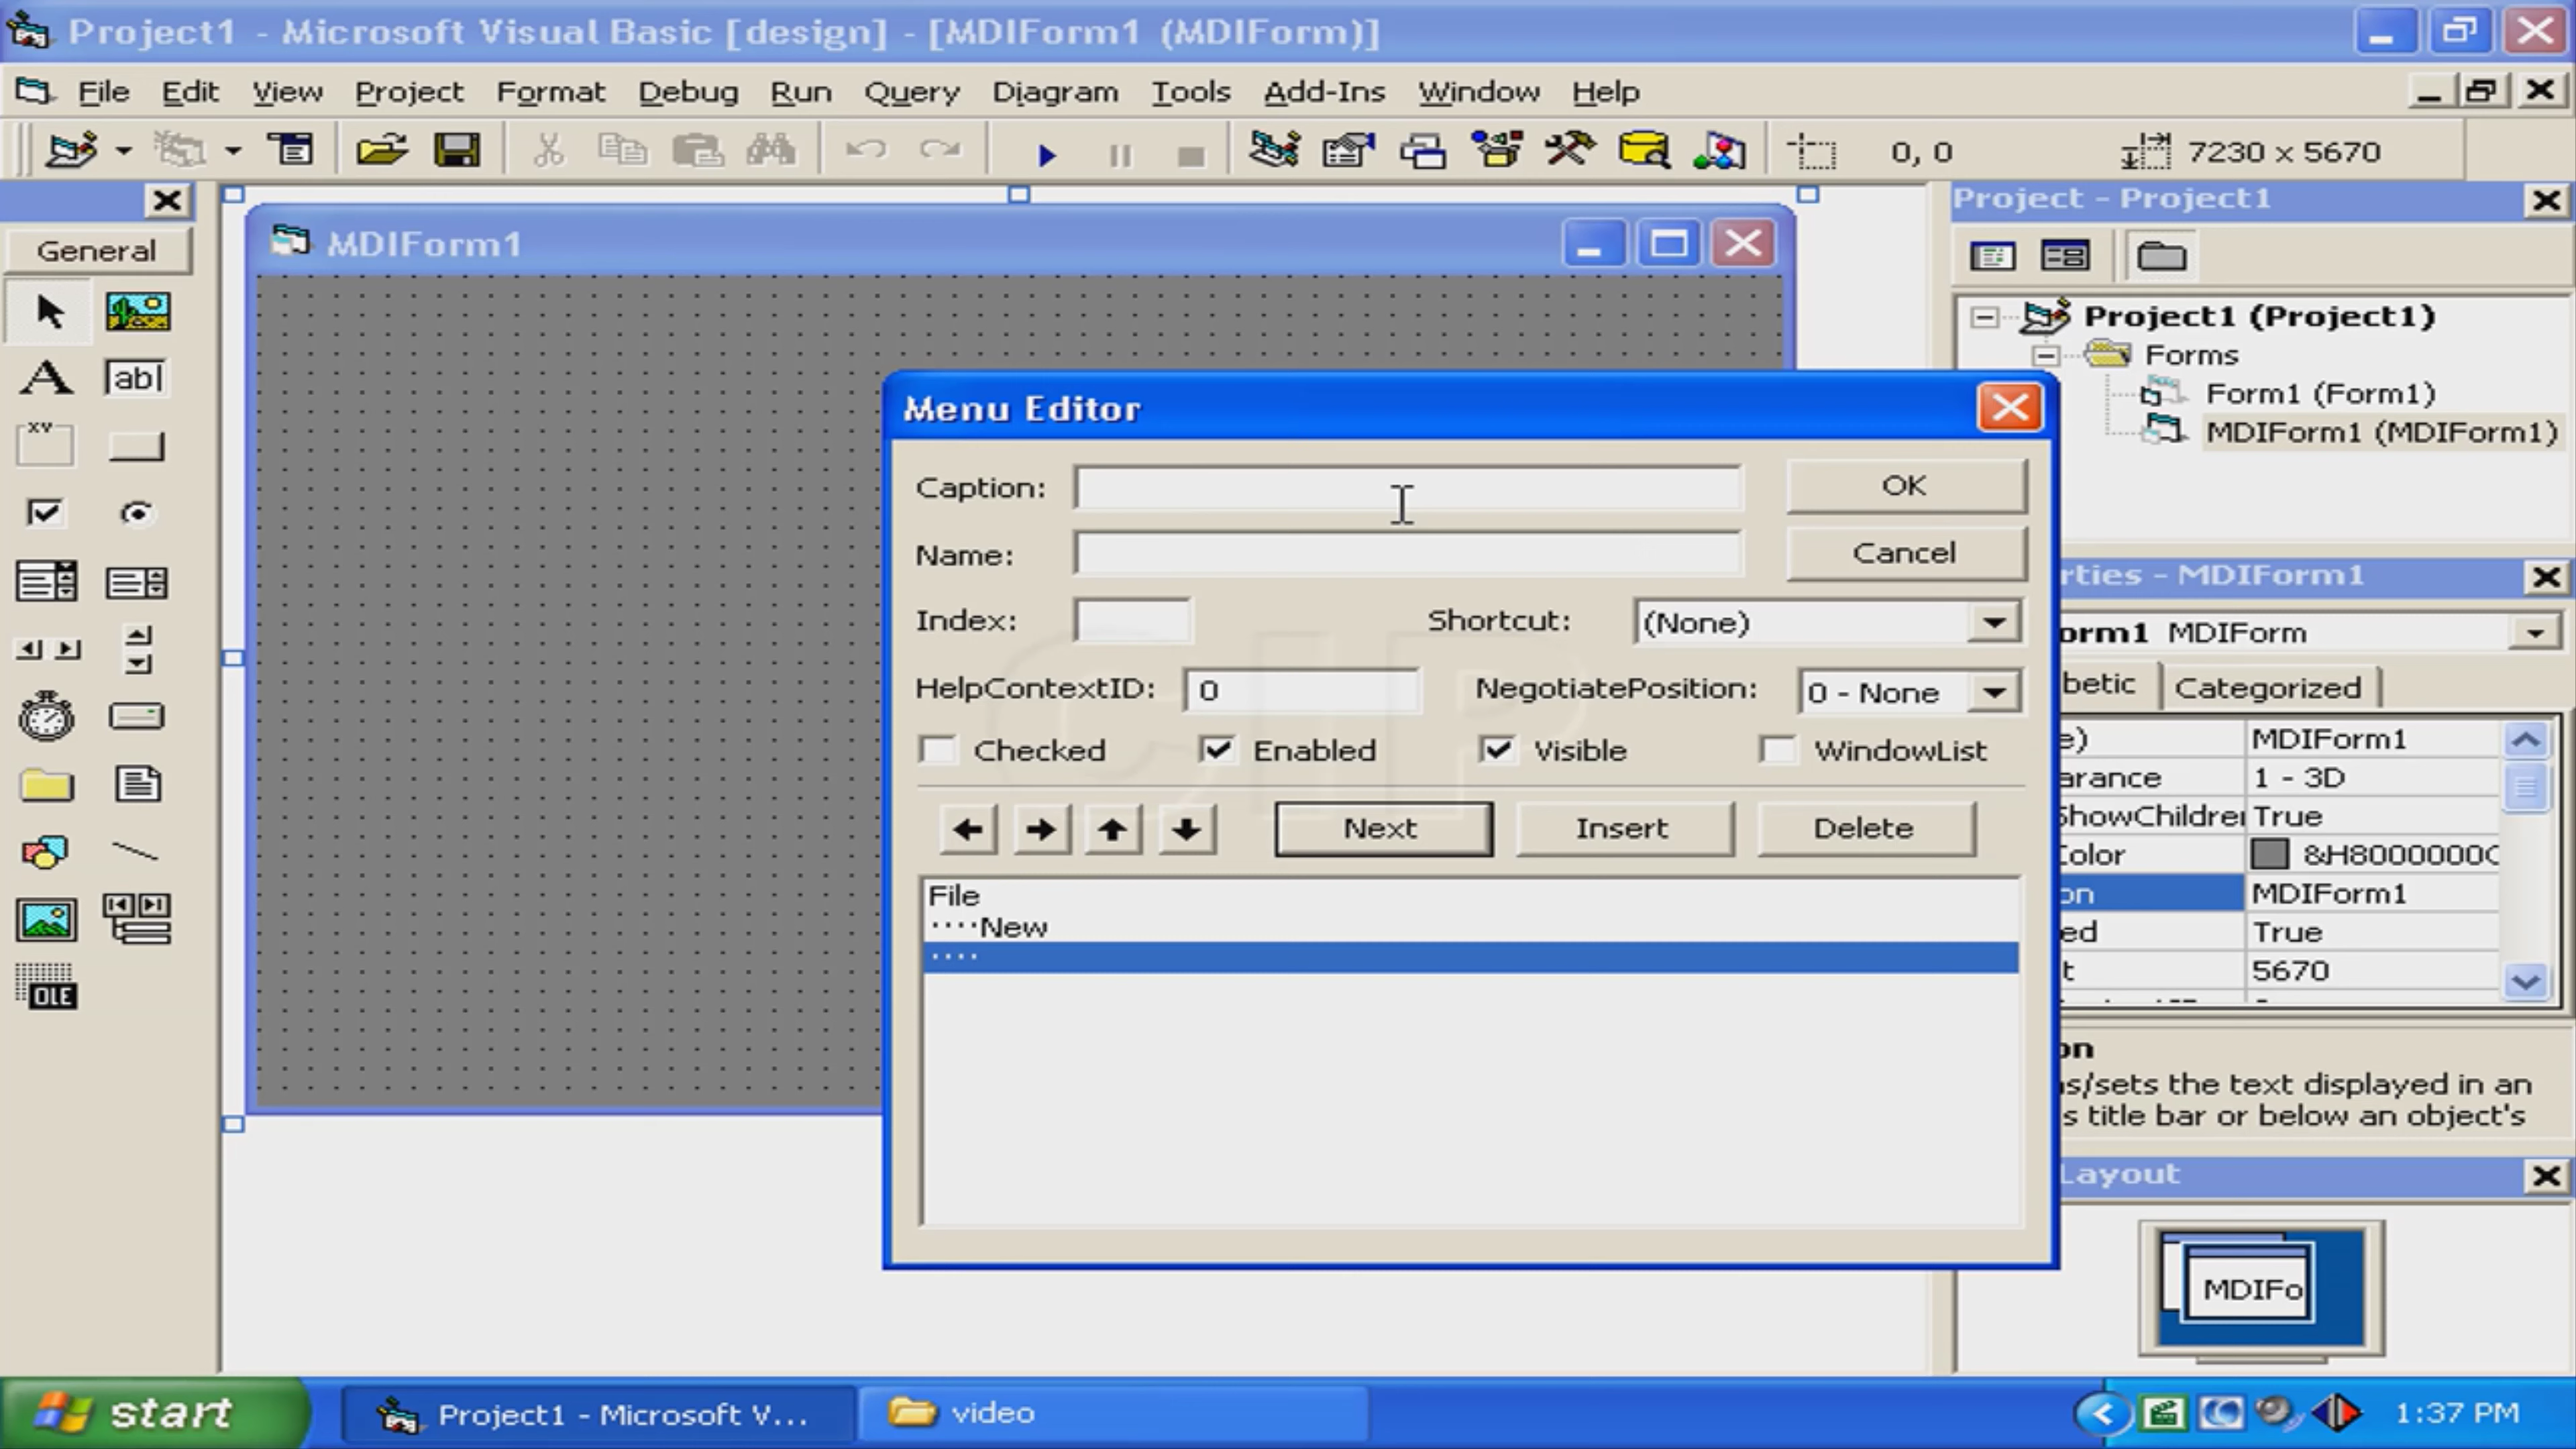 Project1 - Microsoft Visual Basic [design] - [MDIForm1 (MDIForm)]
File Edit View Project Format Debug Run Query Diagram Tools Add-Ins Window Help
0, 0 7230 x 5670
General
MDIForm1
Project - Project1
Project1 (Project1)
Forms
Form1 (Form1)
MDIForm1 (MDIForm1)
A
abl
xv
OLE
Menu Editor
Caption:
OK
Name:
Cancel
Index:
Shortcut: (None)
HelpContextID: 0
NegotiatePosition: 0 - None
Checked Enabled Visible WindowList
Next Insert Delete
File
····New
····
CIP
rties - MDIForm1
orm1 MDIForm
betic Categorized
e) MDIForm1
arance 1 - 3D
ShowChildre True
Color &H8000000C
on MDIForm1
ed True
t 5670
on
ns/sets the text displayed in an
s title bar or below an object's
Layout
MDIFo
start
Project1 - Microsoft V...
video
1:37 PM